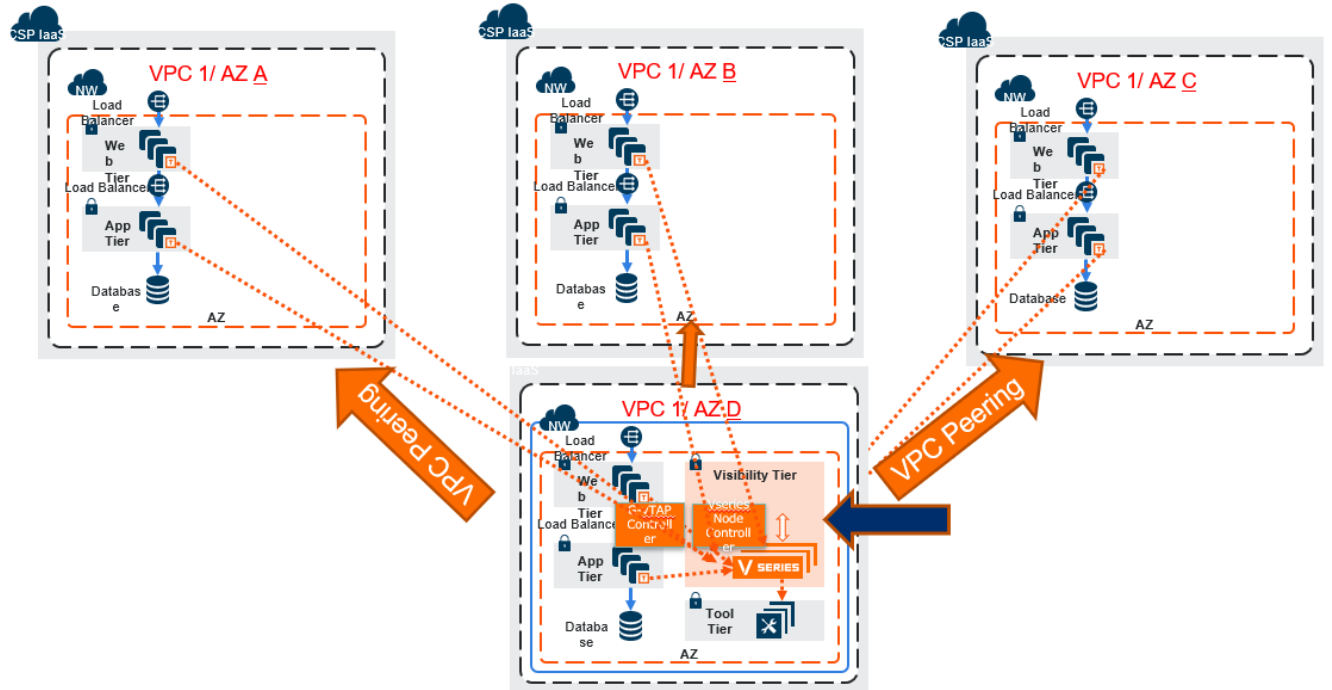 CSP IaaS
VPC 1/ AZ A
NW
Load
Balancer
We
b
Tier
Load Balancer
App
Tier
Databas
e
AZ
CSP IaaS
VPC 1/ AZ B
NW
Load
Balancer
We
b
Tier
Load Balancer
App
Tier
Databas
e
AZ
CSP IaaS
VPC 1/ AZ C
NW
Load
Balancer
We
b
Tier
Load Balancer
App
Tier
Database
AZ
VPC Peering
VPC Peering
IaaS
VPC 1/ AZ D
NW
Load
Balancer
We
b
Tier
Load Balancer
App
Tier
Databa
se
AZ
Visibility Tier
G-vTAP
Controll
er
Vseries
Node
Controll
er
V SERIES
Tool
Tier
T
T
T
T
T
T
T
T